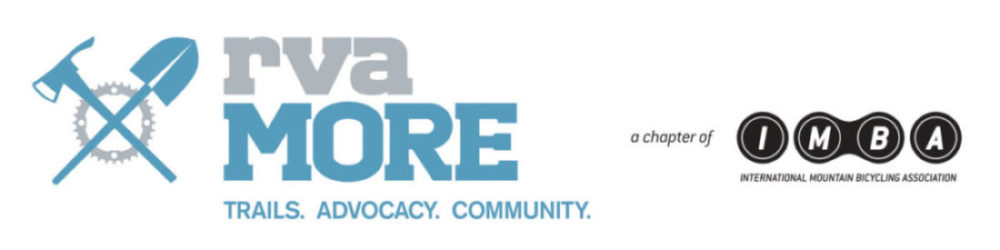 rva
MORE
TRAILS. ADVOCACY. COMMUNITY.
a chapter of
IMBA
INTERNATIONAL MOUNTAIN BICYCLING ASSOCIATION